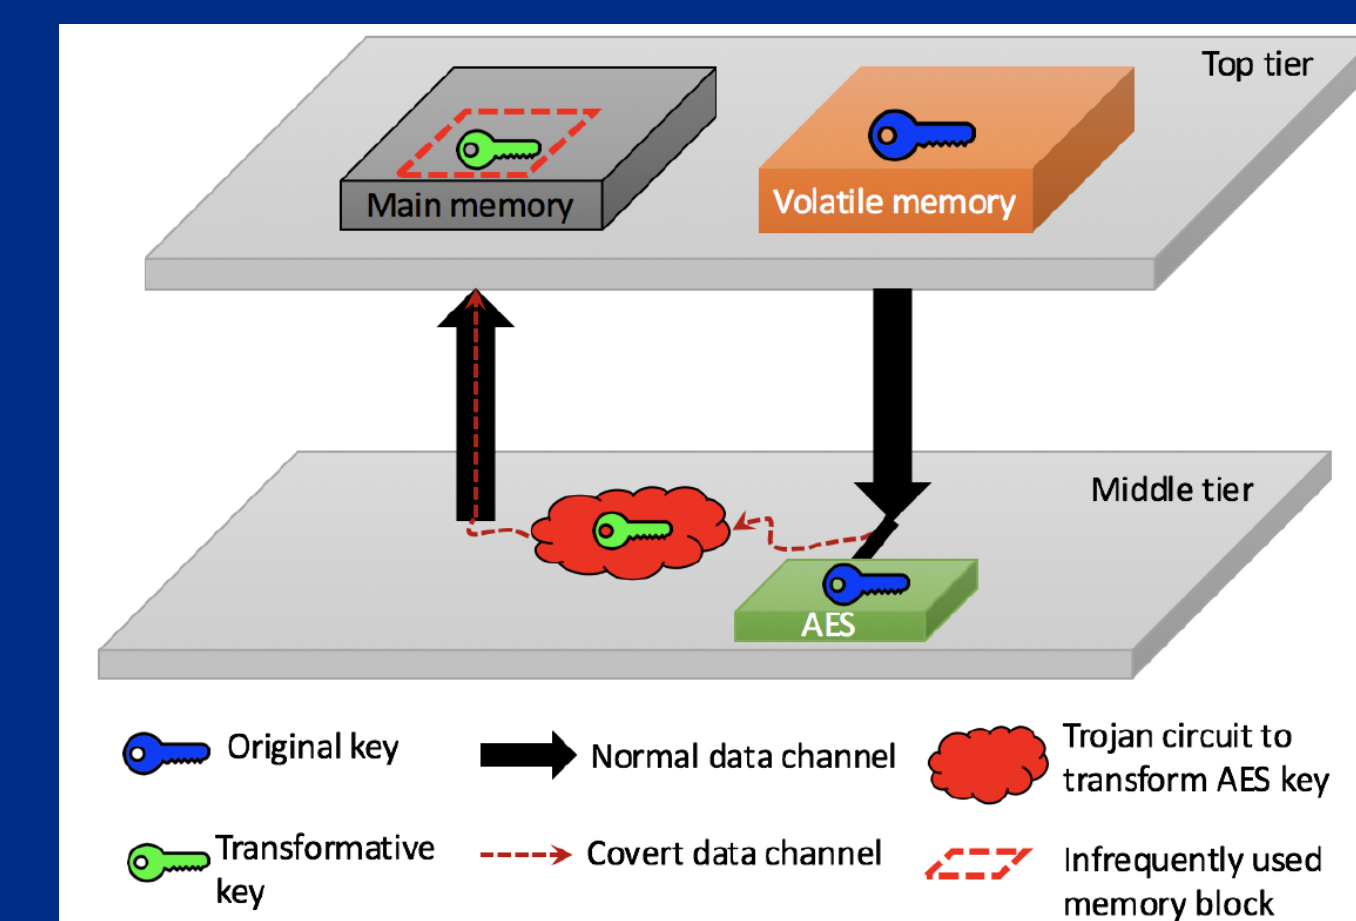 Top tier
Main memory
Volatile memory
Middle tier
AES
Original key
Normal data channel
Trojan circuit to
transform AES key
Transformative
key
Covert data channel
Infrequently used
memory block